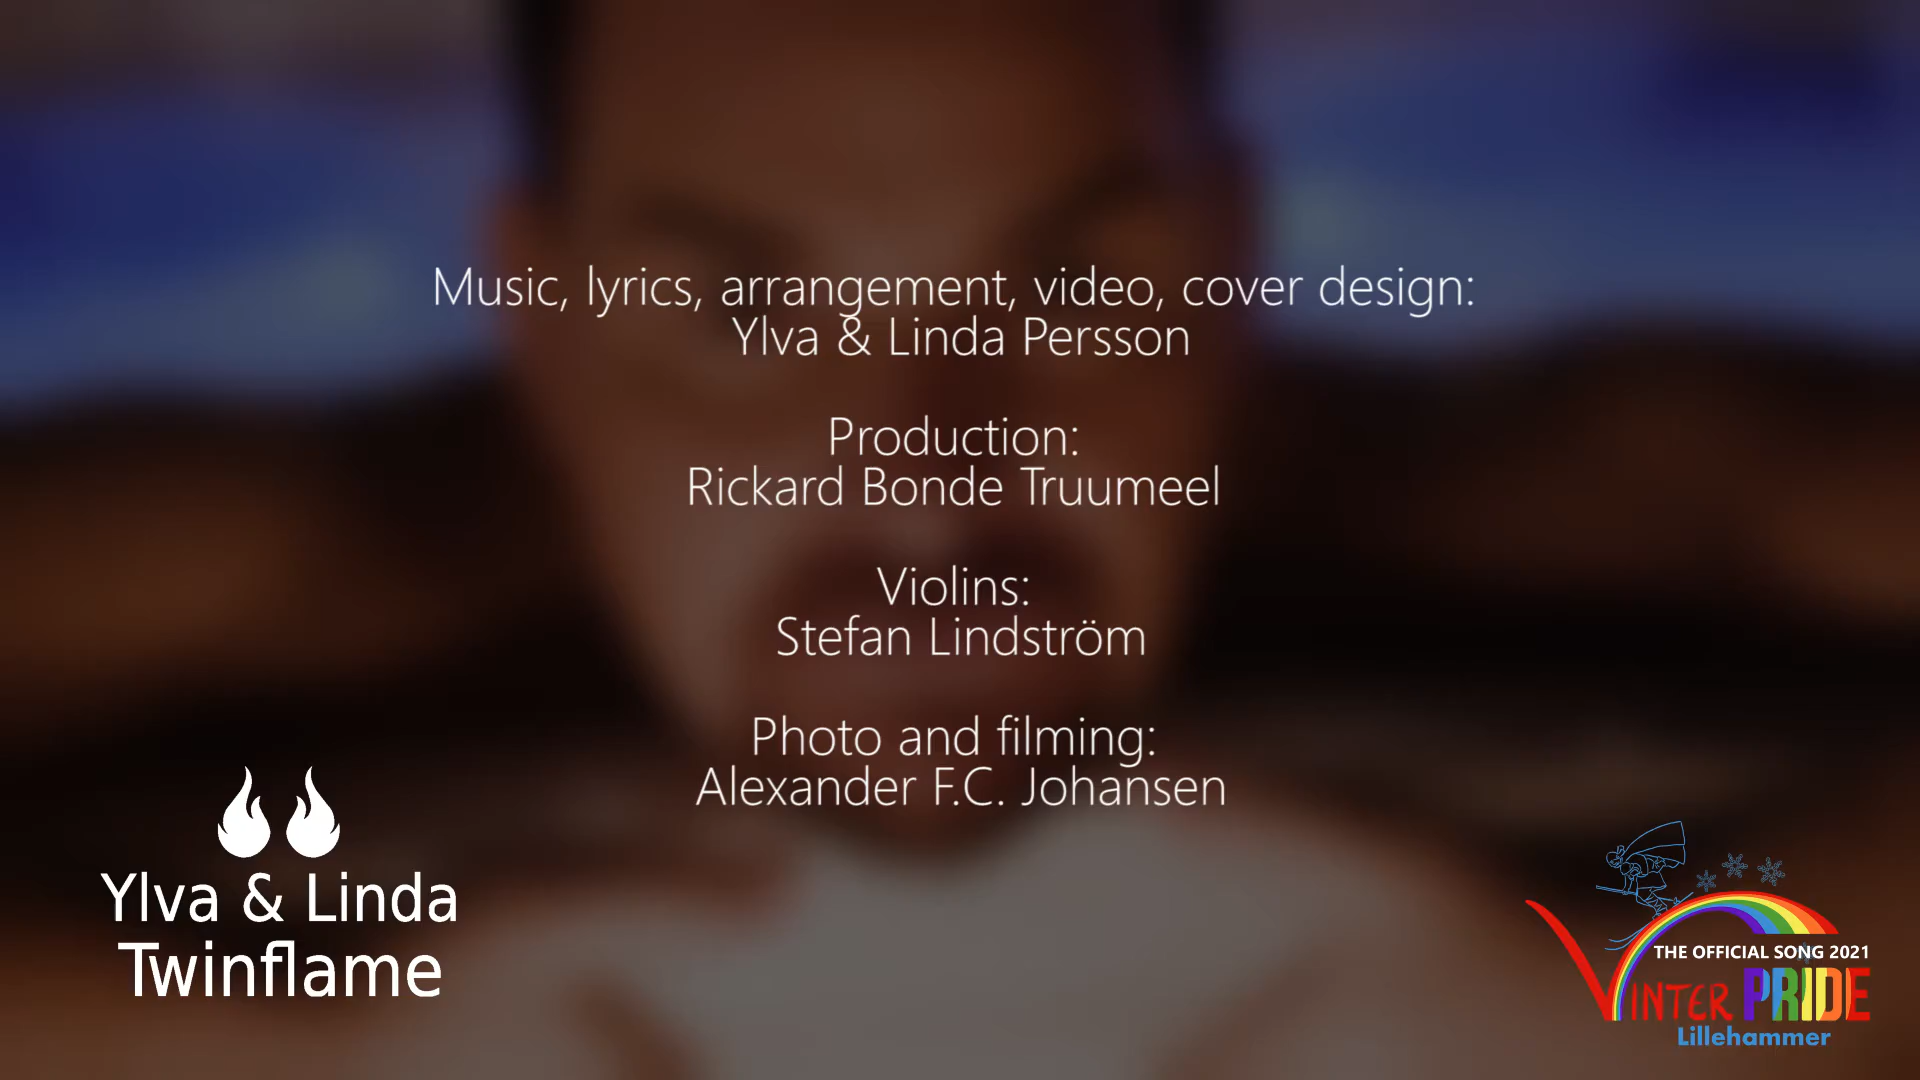 Music, lyrics, arrangement, video, cover design:
Ylva & Linda Persson
Production:
Rickard Bonde Truumeel
Violins:
Stefan Lindström
Photo and filming:
Alexander F.C. Johansen
Ylva & Linda
Twinflame
THE OFFICIAL SONG 2021
VINTER PRIDE
Lillehammer